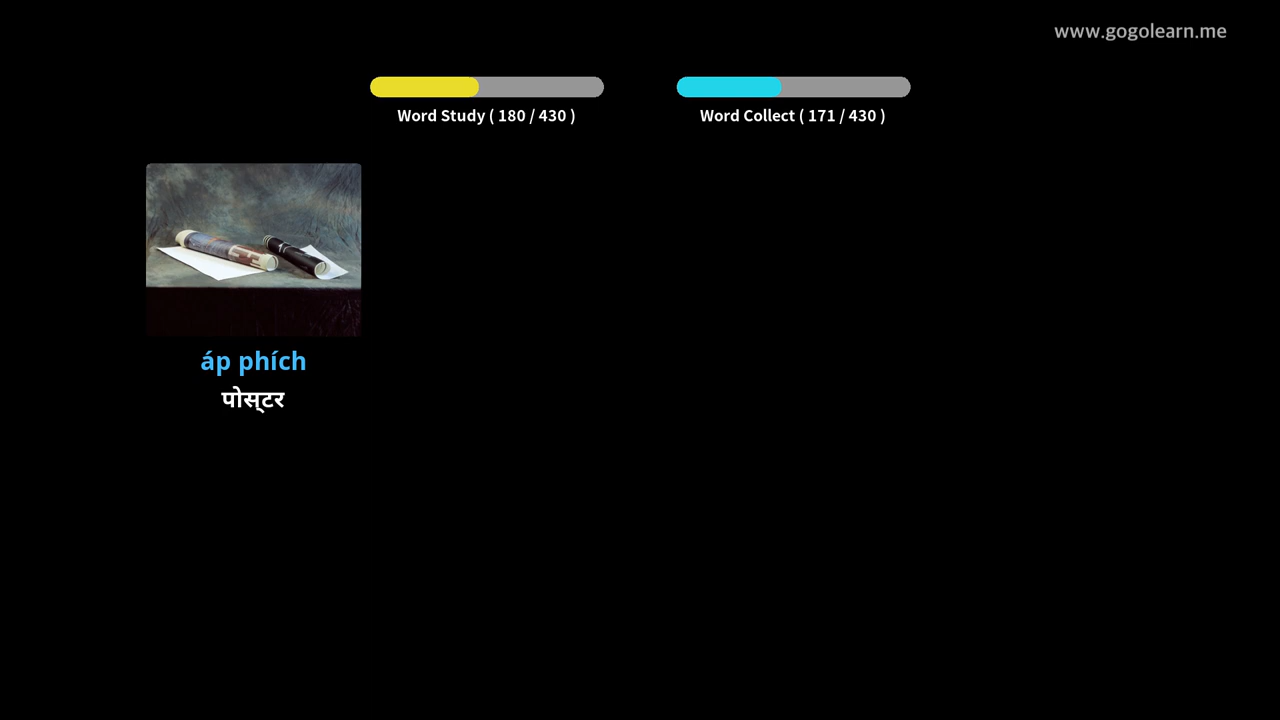 www.gogolearn.me
Word Study ( 180 / 430 )
Word Collect ( 171 / 430 )
áp phích
पोस्‌टर